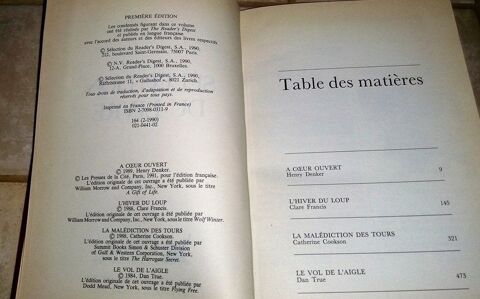 PREMIÈRE ÉDITION
Les condensés figurant dans ce volume
ont été réalisés par The Reader's Digest
et publiés en langue française
avec l'accord des auteurs et des éditeurs des livres respectifs.
© Sélection du Reader's Digest, S.A., 1990,
212, boulevard Saint-Germain, 75007 Paris.
© N.V. Reader's Digest, S.A., 1990,
12-A, Grand-Place, 1000 Bruxelles.
© Sélection du Reader's Digest, S.A., 1990,
Räffelstrasse 11, « Gallushof », 8021 Zurich.
Tous droits de traduction, d'adaptation et de reproduction
réservés pour tous pays.
Imprimé en France (Printed in France)
ISBN 2-7098-0311-9
164 (2-1990)
021-0441-02
A CŒUR OUVERT
© 1989, Henry Denker.
© Les Presses de la Cité, Paris, 1991, pour l'édition française.
L'édition originale de cet ouvrage a été publiée par
William Morrow and Company, Inc., New York, sous le titre
A Gift of Life.
L'HIVER DU LOUP
© 1988, Clare Francis.
L'édition originale de cet ouvrage a été publiée par
William Morrow and Company, Inc., New York, sous le titre Wolf Winter.
LA MALÉDICTION DES TOURS
© 1988, Catherine Cookson.
L'édition originale de cet ouvrage a été publiée par
Summit Books Simon & Schuster Division
of Gulf & Western Corporation, New York,
sous le titre The Harrogate Secret.
LE VOL DE L'AIGLE
© 1984, Dan True.
L'édition originale de cet ouvrage a été publiée par
Dodd Mead, New York, sous le titre Flying Free.
Table des matières
A CŒUR OUVERT
Henry Denker 9
L'HIVER DU LOUP
Clare Francis 145
LA MALÉDICTION DES TOURS
Catherine Cookson 321
LE VOL DE L'AIGLE
Dan True 473